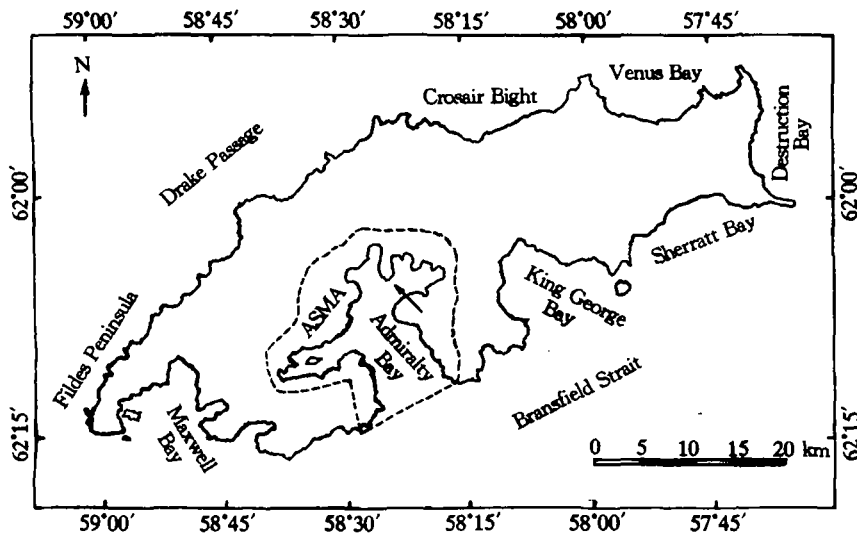 59°00′ 58°45′ 58°30′ 58°15′ 58°00′ 57°45′
N
Venus Bay
Crosair Bight
Destruction
Bay
Drake Passage
62°00′
62°00′
Sherratt Bay
King George
Bay
ASMA
Admiralty
Bay
Fildes Peninsula
Bransfield Strait
Maxwell
Bay
62°15′
62°15′
0 5 10 15 20 km
59°00′ 58°45′ 58°30′ 58°15′ 58°00′ 57°45′